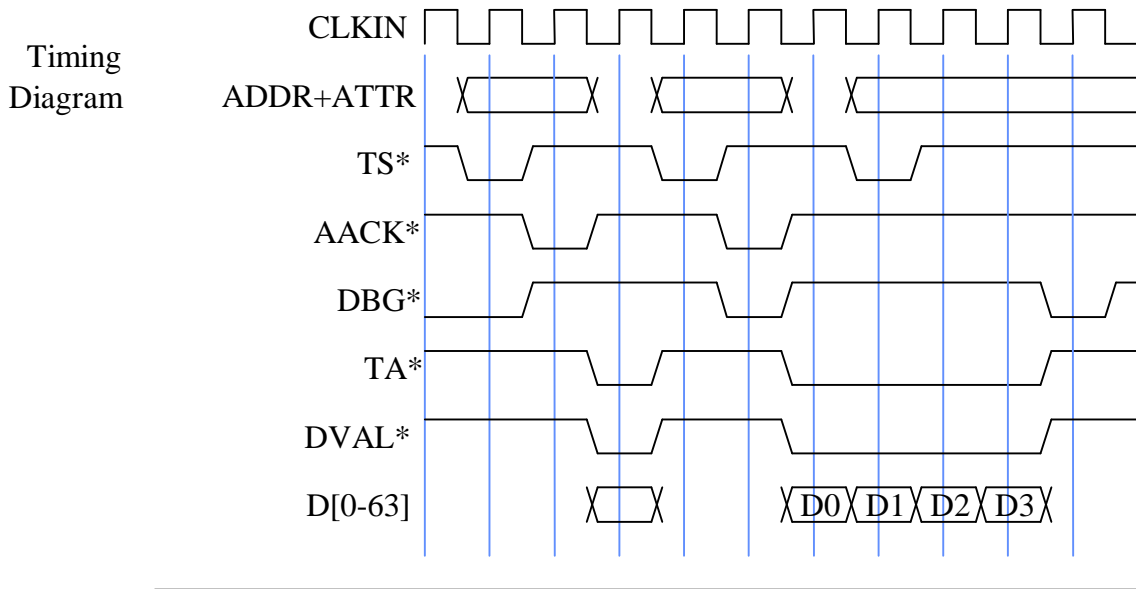 Timing
Diagram
CLKIN
ADDR+ATTR
TS*
AACK*
DBG*
TA*
DVAL*
D[0-63]
D0 D1 D2 D3